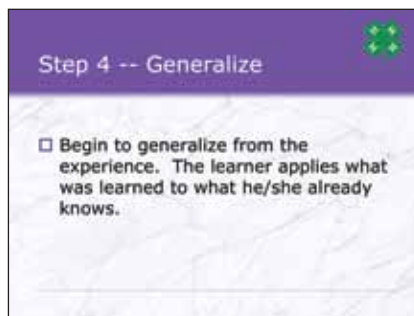 Step 4 -- Generalize
Begin to generalize from the
experience. The learner applies what
was learned to what he/she already
knows.